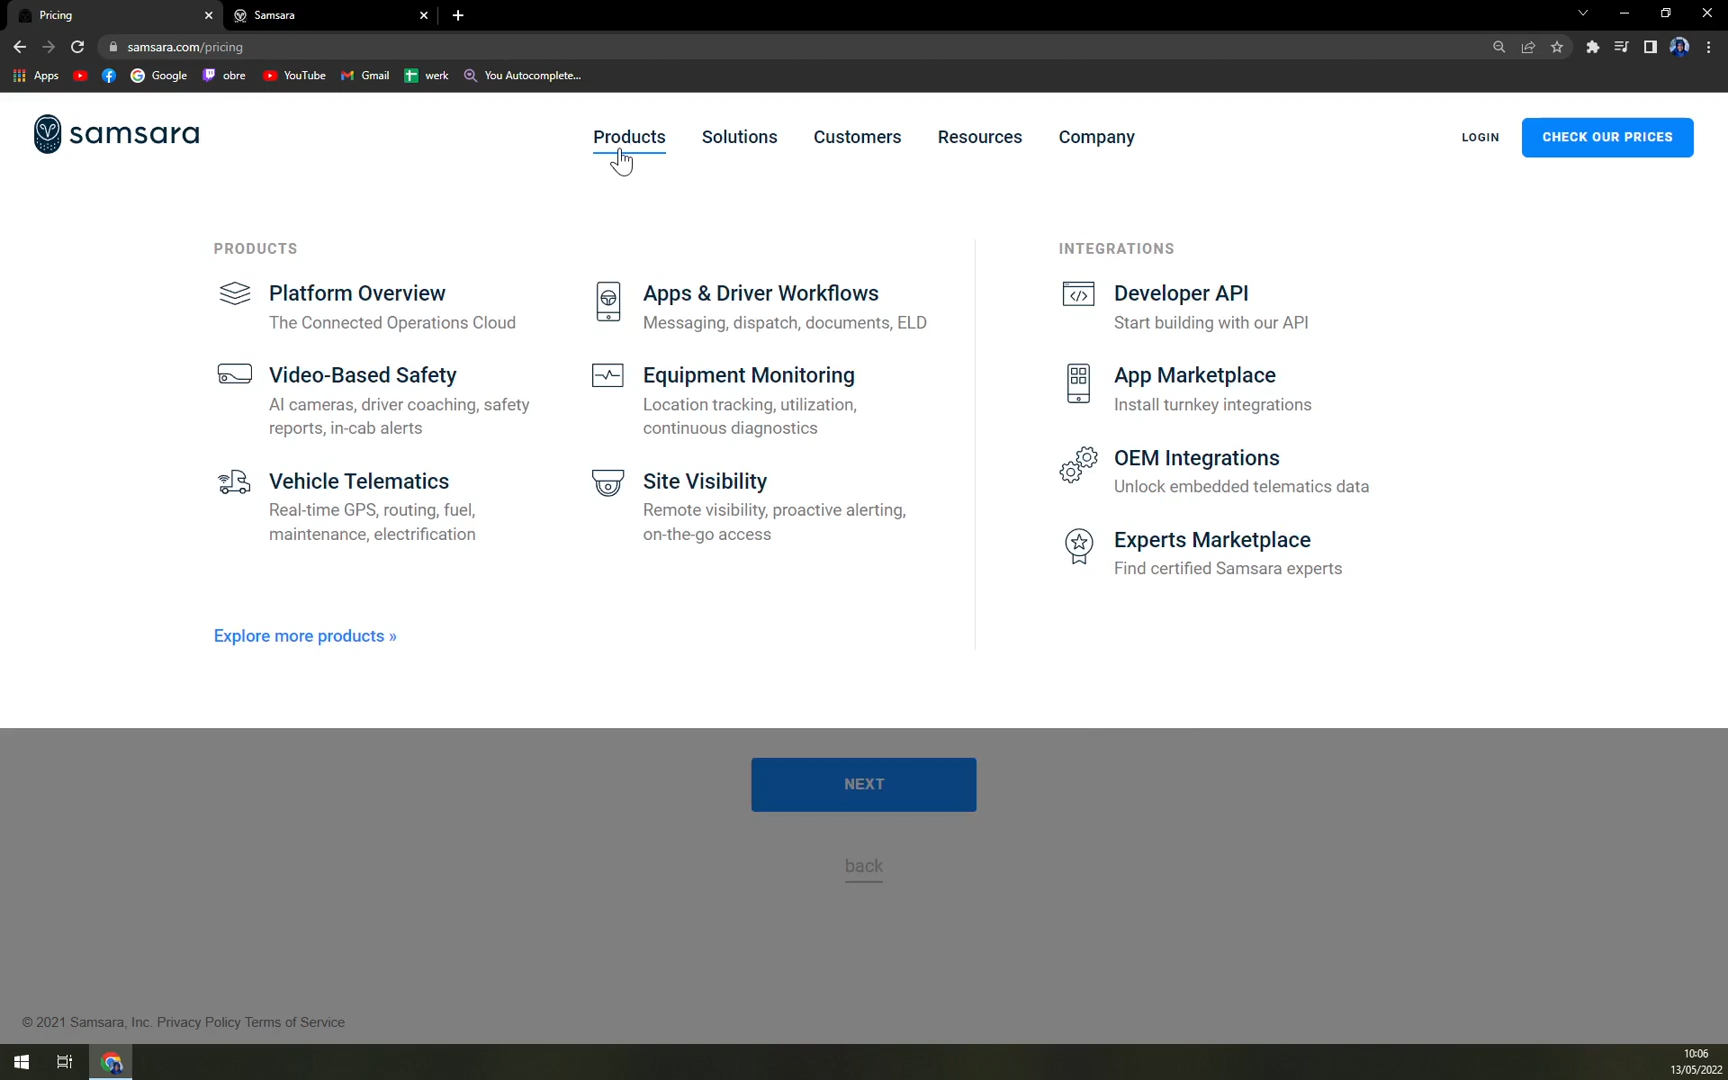 Pricing
Samsara
samsara.com/pricing
Apps
Google
obre
YouTube
Gmail
werk
You Autocomplete...
samsara
Products
Solutions
Customers
Resources
Company
LOGIN
CHECK OUR PRICES
PRODUCTS
Platform Overview
The Connected Operations Cloud
Video-Based Safety
AI cameras, driver coaching, safety
reports, in-cab alerts
Vehicle Telematics
Real-time GPS, routing, fuel,
maintenance, electrification
Apps & Driver Workflows
Messaging, dispatch, documents, ELD
Equipment Monitoring
Location tracking, utilization,
continuous diagnostics
Site Visibility
Remote visibility, proactive alerting,
on-the-go access
Explore more products »
INTEGRATIONS
Developer API
Start building with our API
App Marketplace
Install turnkey integrations
OEM Integrations
Unlock embedded telematics data
Experts Marketplace
Find certified Samsara experts
NEXT
back
© 2021 Samsara, Inc. Privacy Policy Terms of Service
10:06
13/05/2022